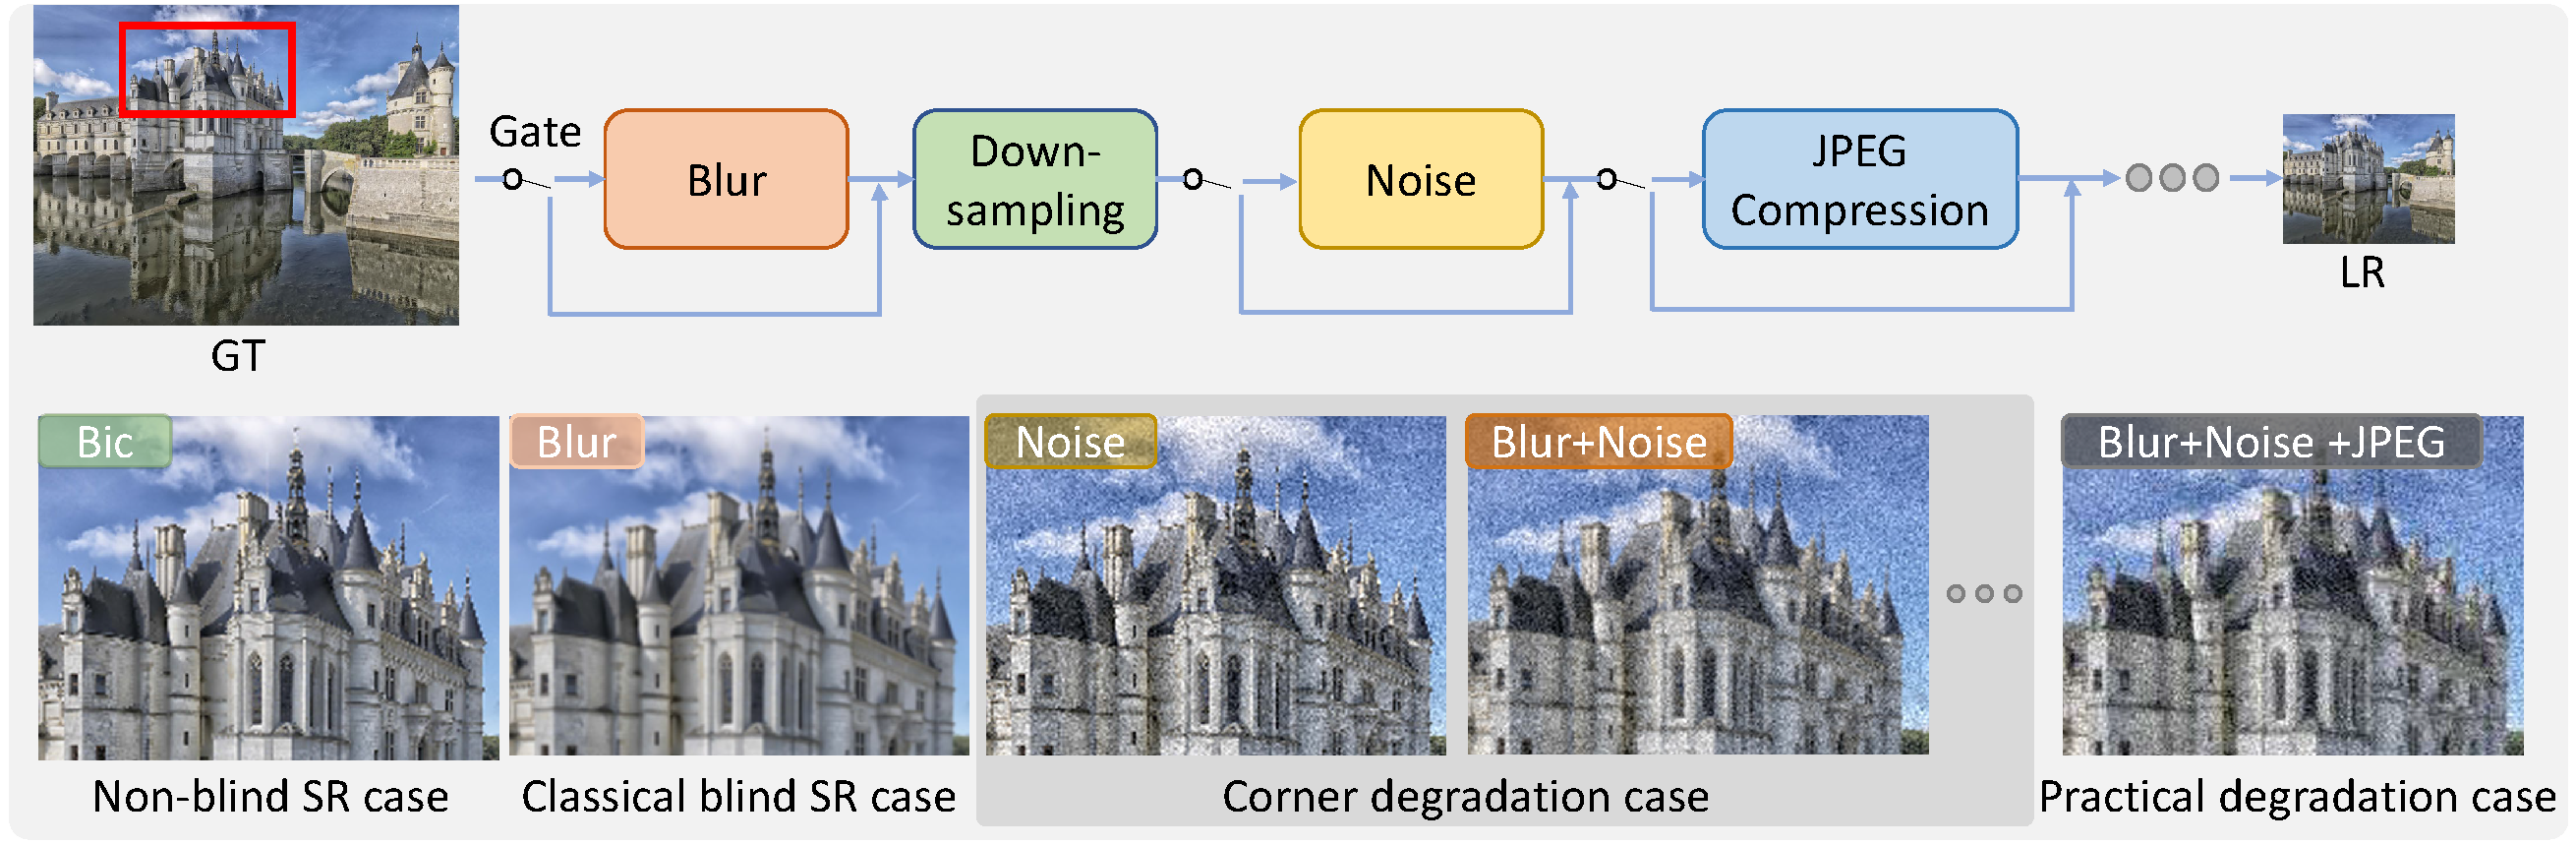 Gate
Blur
Down-
sampling
Noise
JPEG
Compression
LR
GT
Bic
Blur
Noise
Blur+Noise
Blur+Noise +JPEG
Non-blind SR case
Classical blind SR case
Corner degradation case
Practical degradation case